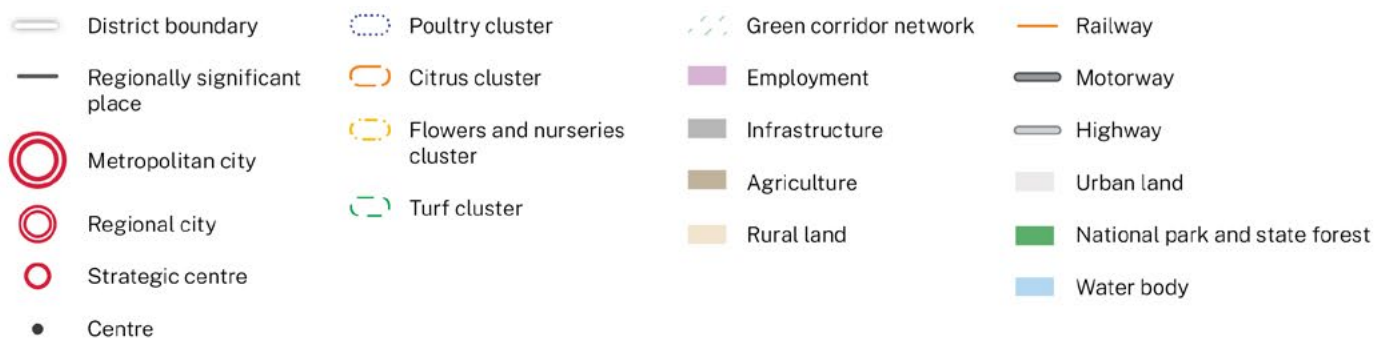 District boundary
Regionally significant
place
Metropolitan city
Regional city
Strategic centre
Centre
Poultry cluster
Citrus cluster
Flowers and nurseries
cluster
Turf cluster
Green corridor network
Employment
Infrastructure
Agriculture
Rural land
Railway
Motorway
Highway
Urban land
National park and state forest
Water body